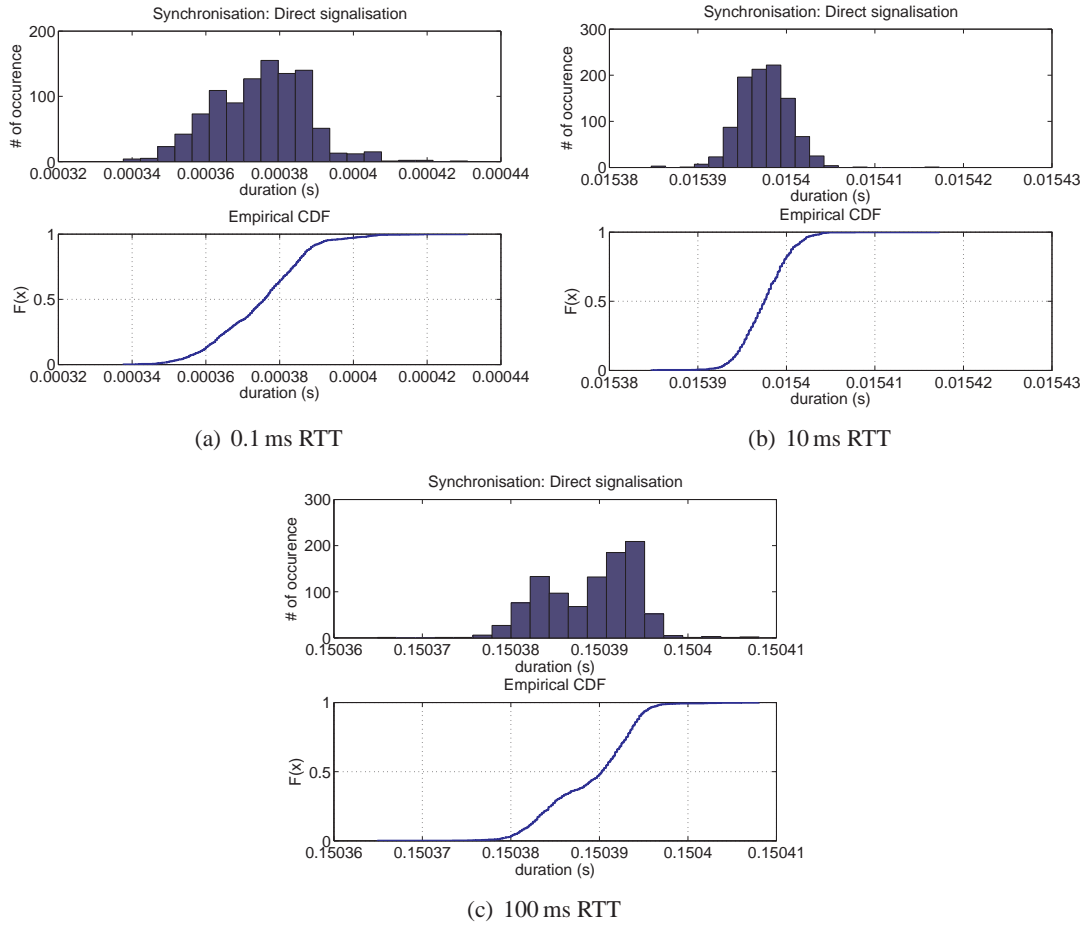 Synchronisation: Direct signalisation
200
100
0
# of occurence
0.00032 0.00034 0.00036 0.00038 0.0004 0.00042 0.00044
duration (s)
Empirical CDF
1
0.5
0
F(x)
0.00032 0.00034 0.00036 0.00038 0.0004 0.00042 0.00044
duration (s)
(a) 0.1 ms RTT
Synchronisation: Direct signalisation
300
200
100
0
# of occurence
0.01538 0.01539 0.0154 0.01541 0.01542 0.01543
duration (s)
Empirical CDF
1
0.5
0
F(x)
0.01538 0.01539 0.0154 0.01541 0.01542 0.01543
duration (s)
(b) 10 ms RTT
Synchronisation: Direct signalisation
300
200
100
0
# of occurence
0.15036 0.15037 0.15038 0.15039 0.1504 0.15041
duration (s)
Empirical CDF
1
0.5
0
F(x)
0.15036 0.15037 0.15038 0.15039 0.1504 0.15041
duration (s)
(c) 100 ms RTT